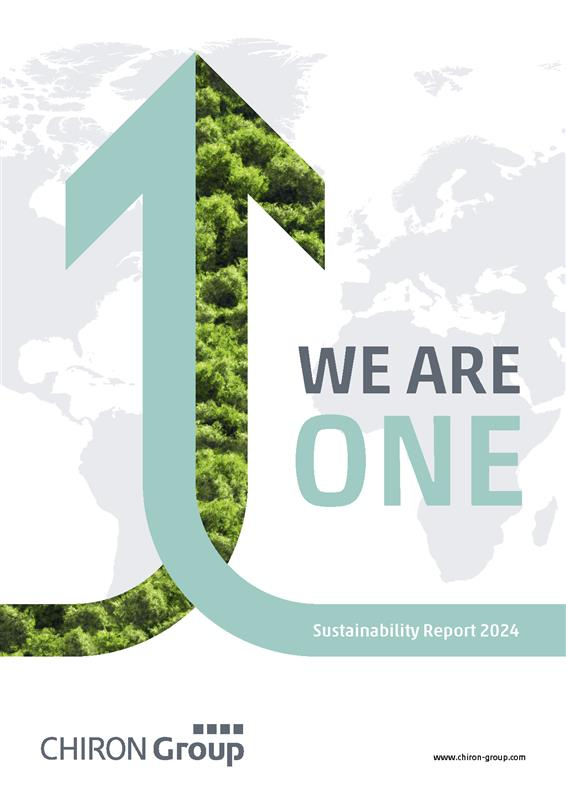 WE ARE
ONE
Sustainability Report 2024
CHIRON Group
www.chiron-group.com